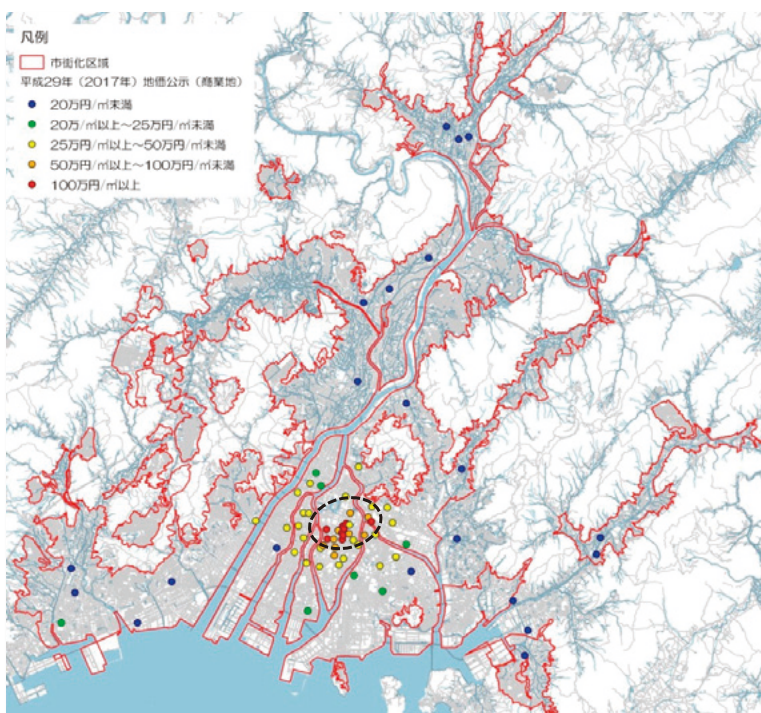 凡例
市街化区域
平成29年（2017年）地価公示（商業地）
20万円/㎡未満
20万/㎡以上～25万円/㎡未満
25万円/㎡以上～50万円/㎡未満
50万円/㎡以上～100万円/㎡未満
100万円/㎡以上